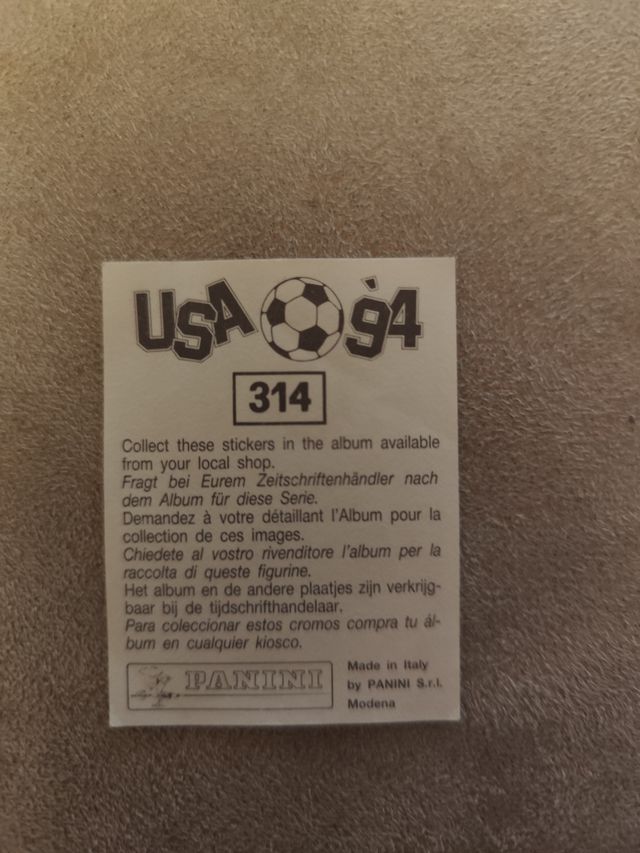 USA '94
314
Collect these stickers in the album available
from your local shop.
Fragt bei Eurem Zeitschriftenhändler nach
dem Album für diese Serie.
Demandez à votre détaillant l'Album pour la
collection de ces images.
Chiedete al vostro rivenditore l'album per la
raccolta di queste figurine.
Het album en de andere plaatjes zijn verkrijg-
baar bij de tijdschrifthandelaar.
Para coleccionar estos cromos compra tu ál-
bum en cualquier kiosco.
PANINI
Made in Italy
by PANINI S.r.l.
Modena